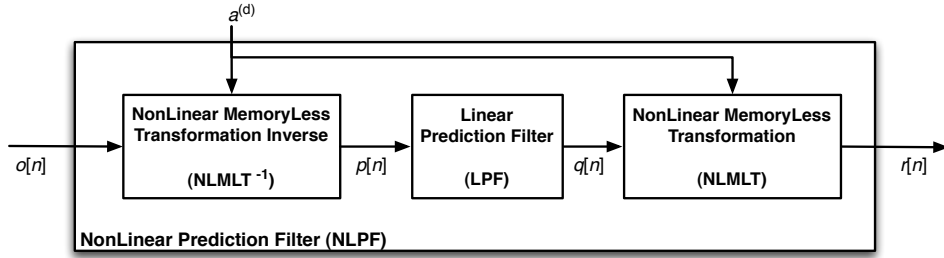 a(d)
NonLinear MemoryLess
Transformation Inverse
(NLMLT -1)
Linear
Prediction Filter
(LPF)
NonLinear MemoryLess
Transformation
(NLMLT)
o[n]
p[n]
q[n]
r[n]
NonLinear Prediction Filter (NLPF)